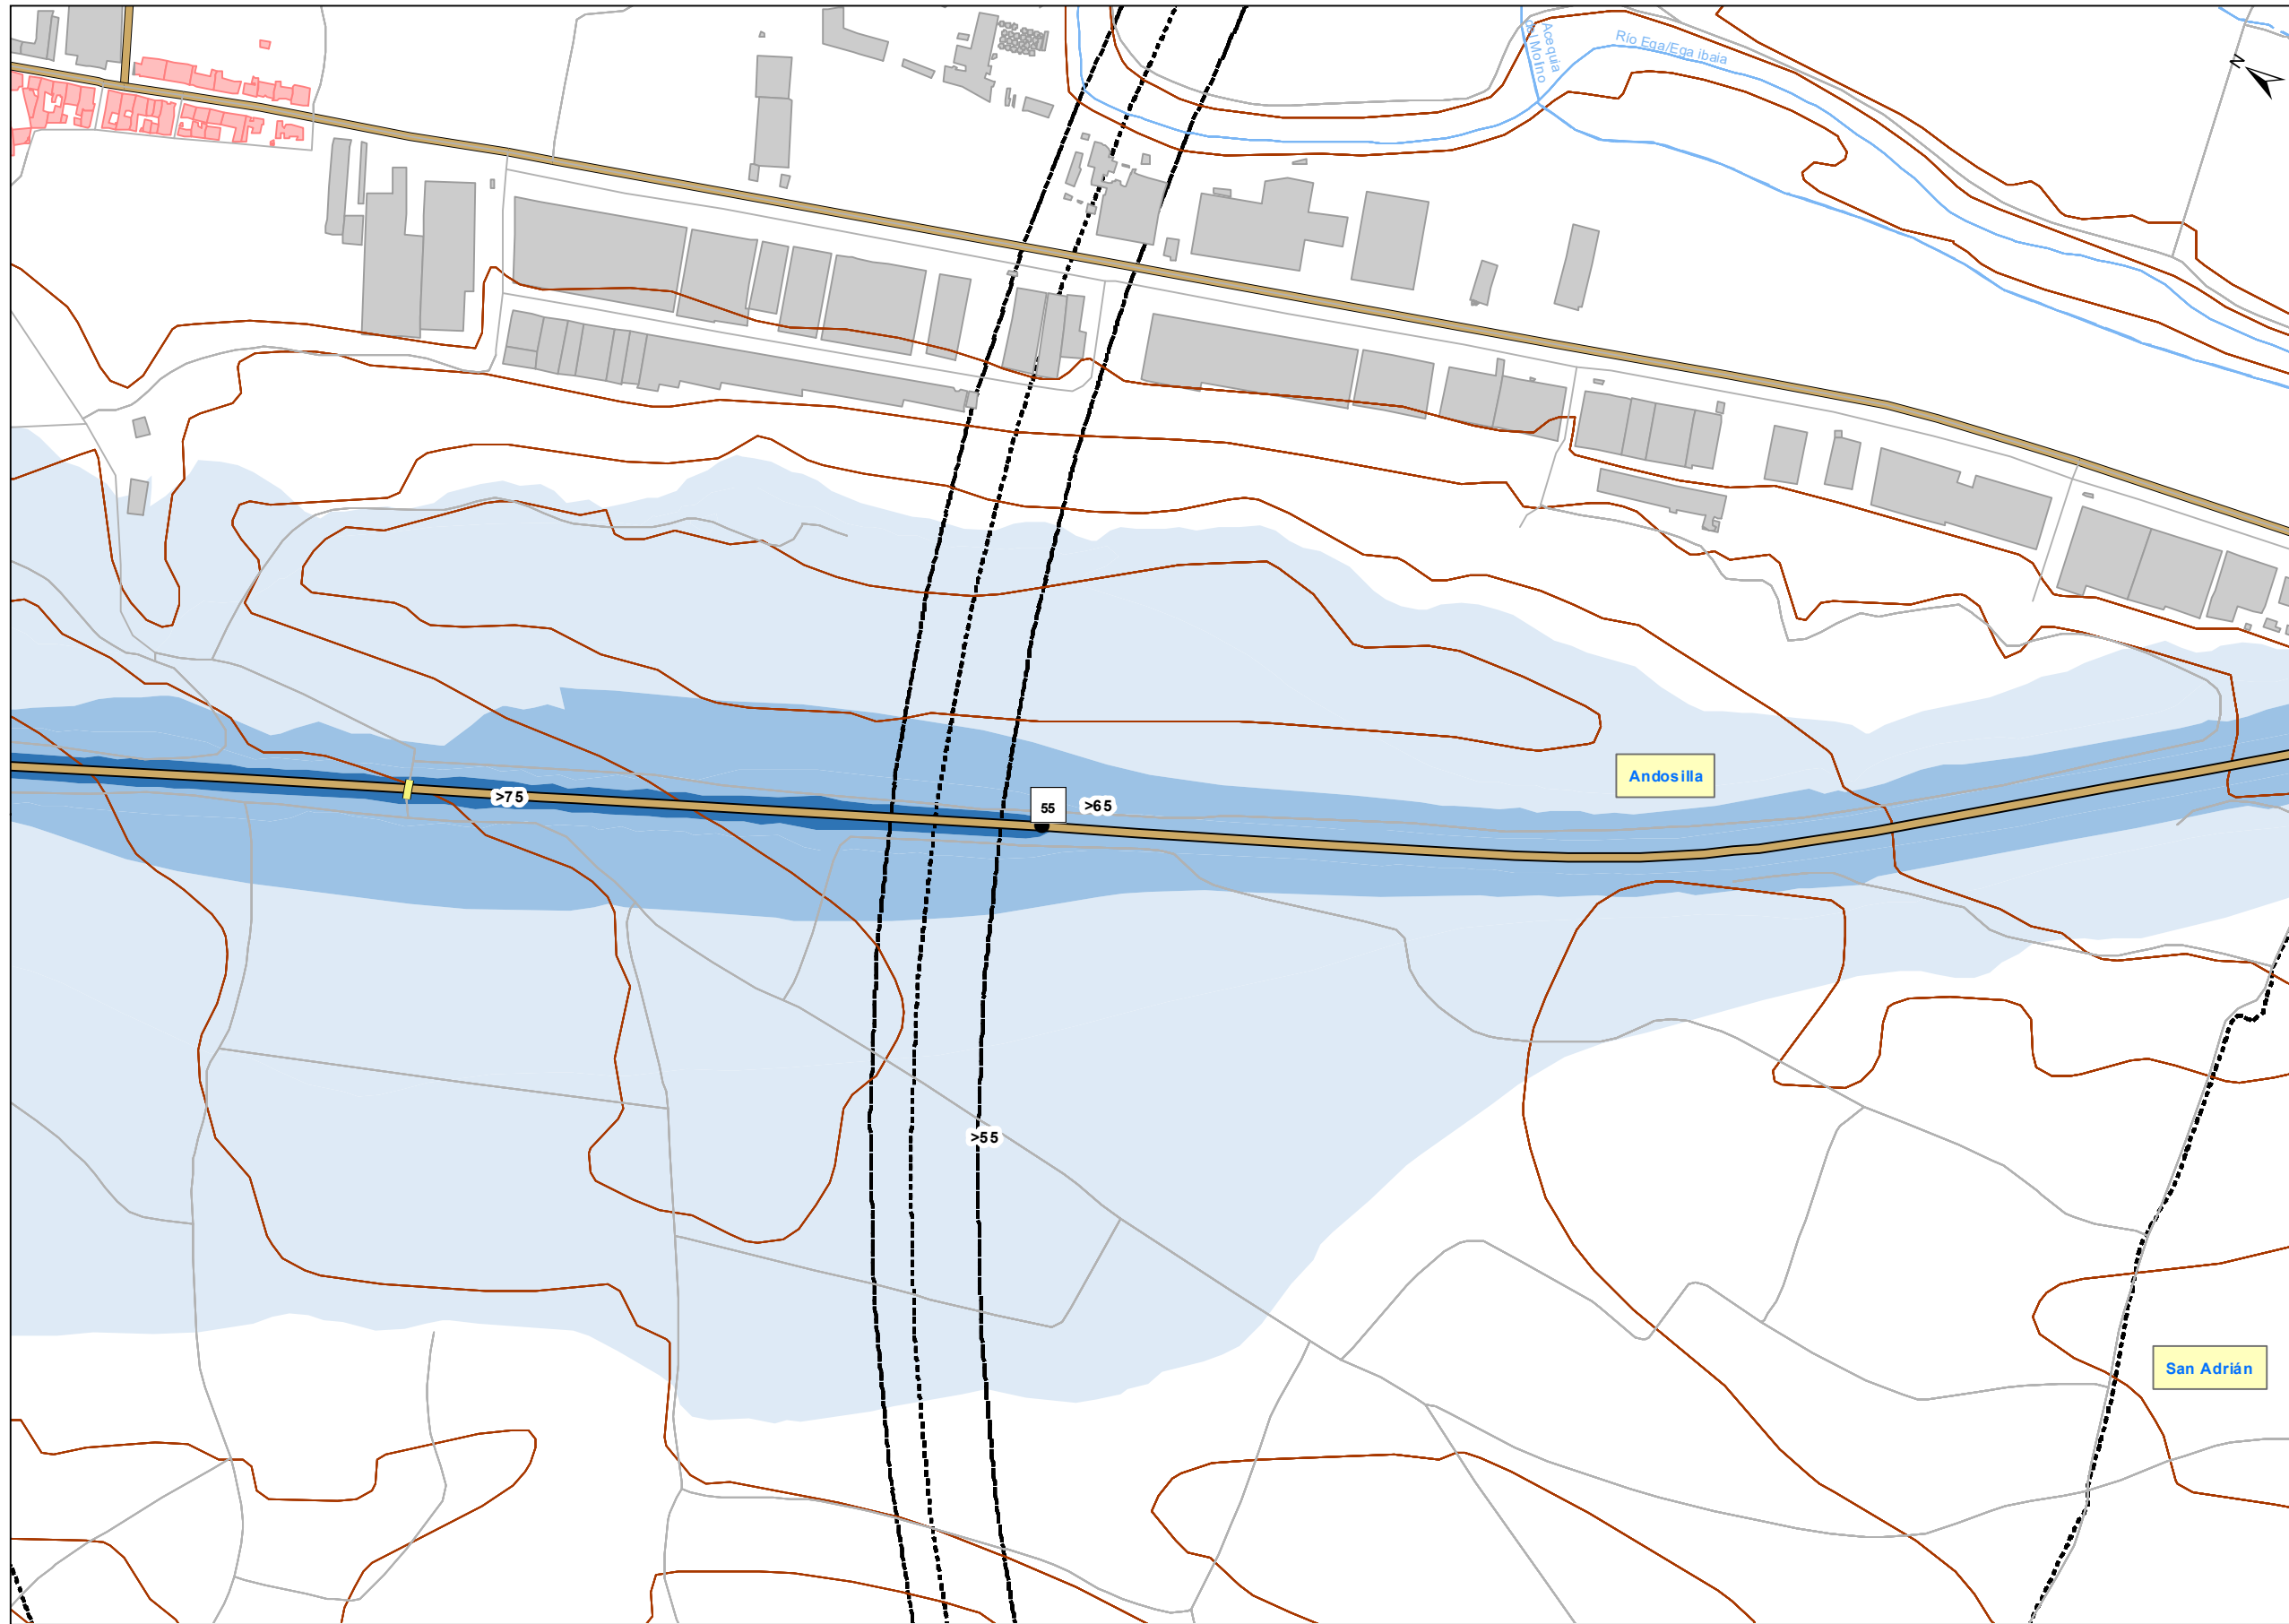 Acequia
del Molino
Río Ega/Ega ibaia
N
Andosilla
>75
55
>65
>55
San Adrián